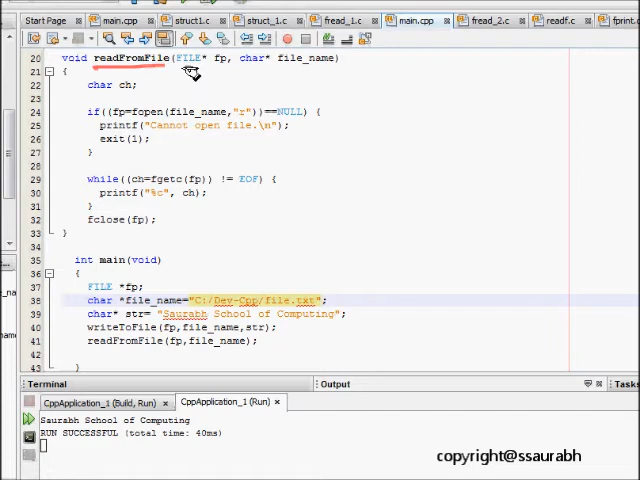 Start Page main.cpp struct1.c struct_1.c fread_1.c main.cpp fread_2.c readf.c fprint.c
20 void readFromFile(FILE* fp, char* file_name)
21 {
22 char ch;
23
24 if((fp=fopen(file_name,"r"))==NULL) {
25 printf("Cannot open file.\n");
26 exit(1);
27 }
28
29 while((ch=fgetc(fp)) != EOF) {
30 printf("%c", ch);
31 }
32 fclose(fp);
33 }
34
35 int main(void)
36 {
37 FILE *fp;
38 char *file_name="C:/Dev-Cpp/file.txt";
39 char* str= "Saurabh School of Computing";
40 writeToFile(fp,file_name,str);
41 readFromFile(fp,file_name);
42
43 }
Terminal Output Tasks
CppApplication_1 (Build, Run) CppApplication_1 (Run)
Saurabh School of Computing
RUN SUCCESSFUL (total time: 40ms)
copyright@ssaurabh